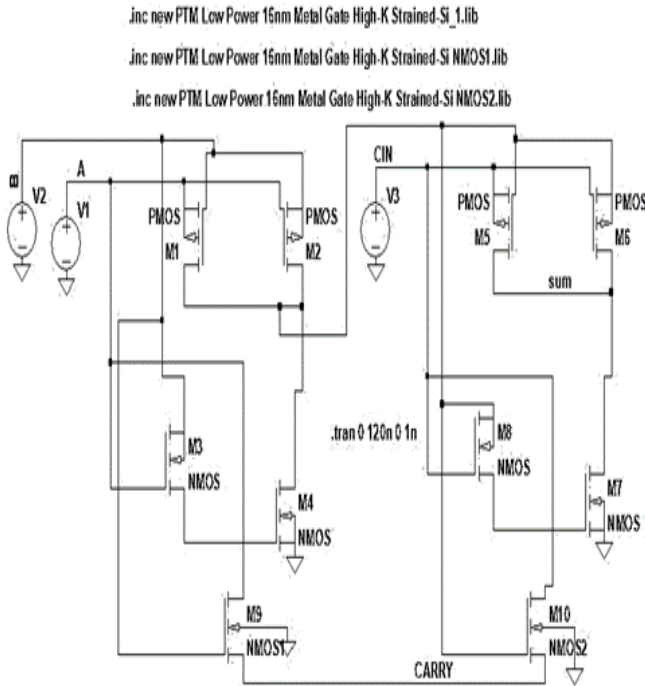 .inc new PTM Low Power 16nm Metal Gate High-K Strained-Si_1.lib
.inc new PTM Low Power 16nm Metal Gate High-K Strained-Si NMOS1.lib
.inc new PTM Low Power 16nm Metal Gate High-K Strained-Si NMOS2.lib
B
V2
A
V1
PMOS
M1
PMOS
M2
CIN
V3
PMOS
M5
PMOS
M6
sum
M3
NMOS
M4
NMOS
.tran 0 120n 0 1n
M8
NMOS
M7
NMOS
M9
NMOS1
M10
NMOS2
CARRY